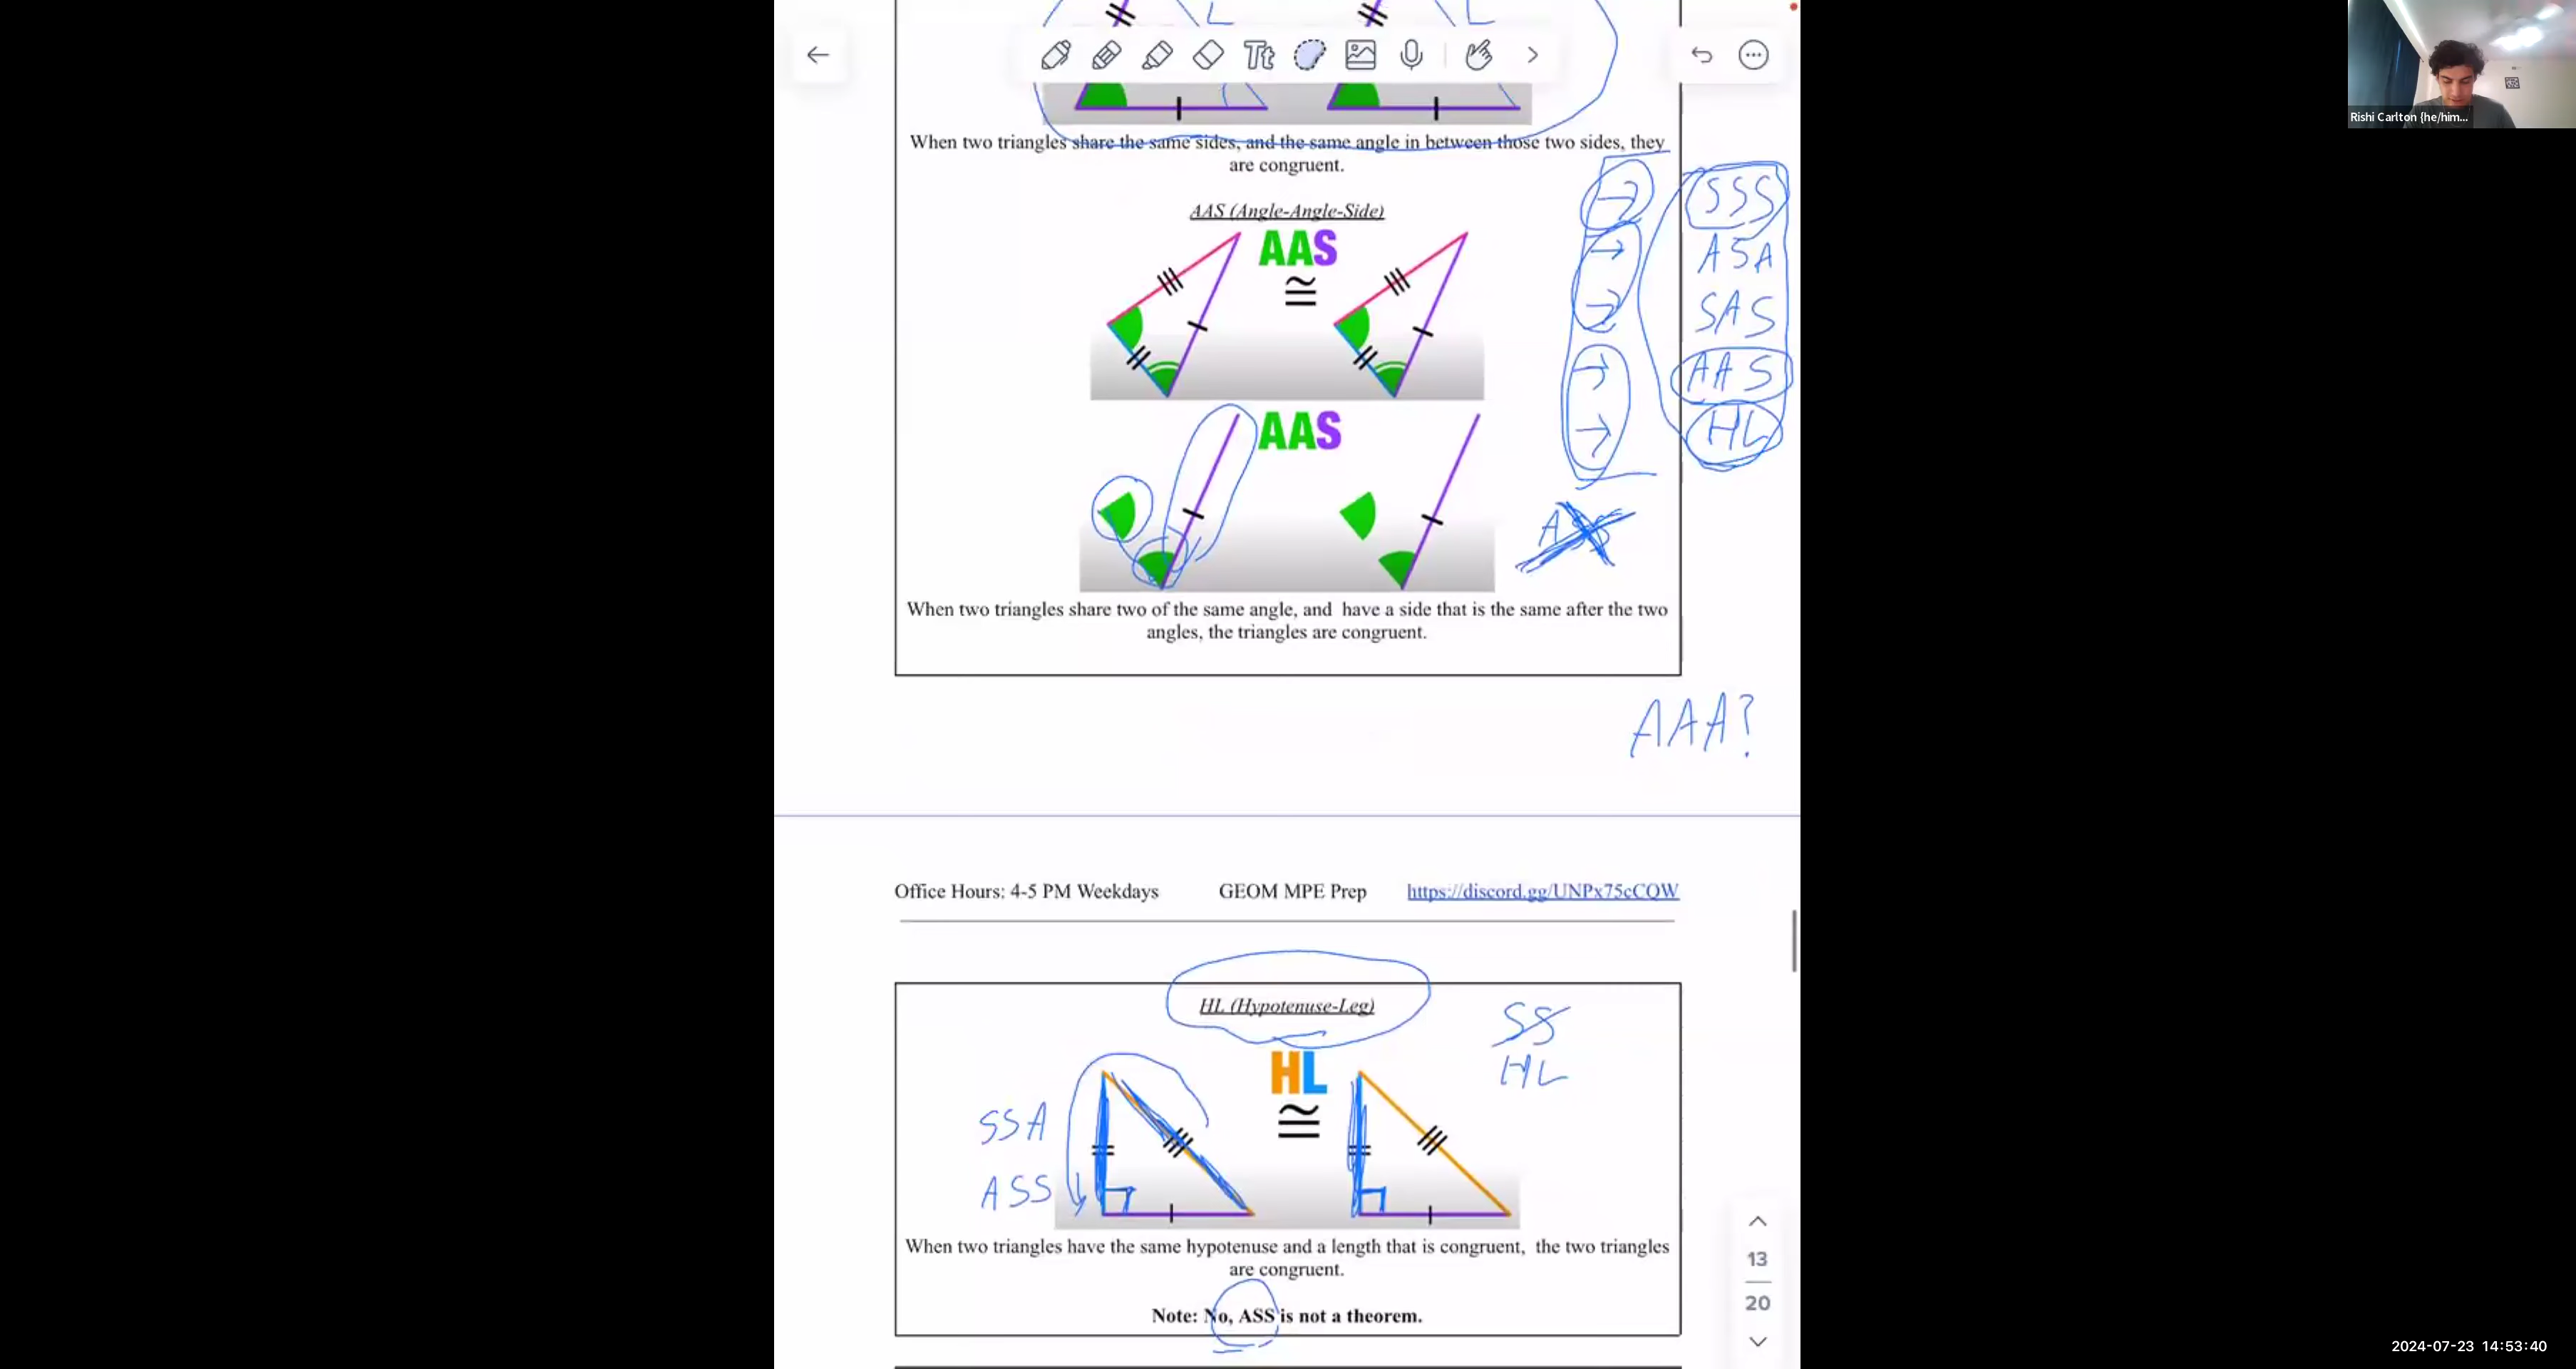 Tt
Rishi Carlton {he/him...
When two triangles share the same sides, and the same angle in between those two sides, they
are congruent.
AAS (Angle-Angle-Side)
AAS
≅
SSS
ASA
SAS
AAS
HL
AAS
When two triangles share two of the same angle, and have a side that is the same after the two
angles, the triangles are congruent.
AAA?
Office Hours: 4-5 PM Weekdays GEOM MPE Prep https://discord.gg/UNPx75cCQW
HL (Hypotenuse-Leg)
SS
HL
HL
≅
SSA
ASS
When two triangles have the same hypotenuse and a length that is congruent, the two triangles
are congruent.
Note: No, ASS is not a theorem.
13
20
2024-07-23 14:53:40